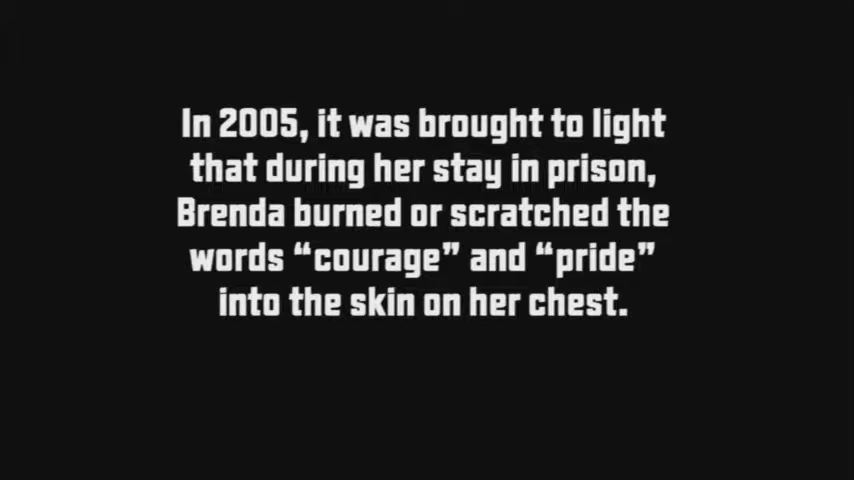 In 2005, it was brought to light
that during her stay in prison,
Brenda burned or scratched the
words “courage” and “pride”
into the skin on her chest.